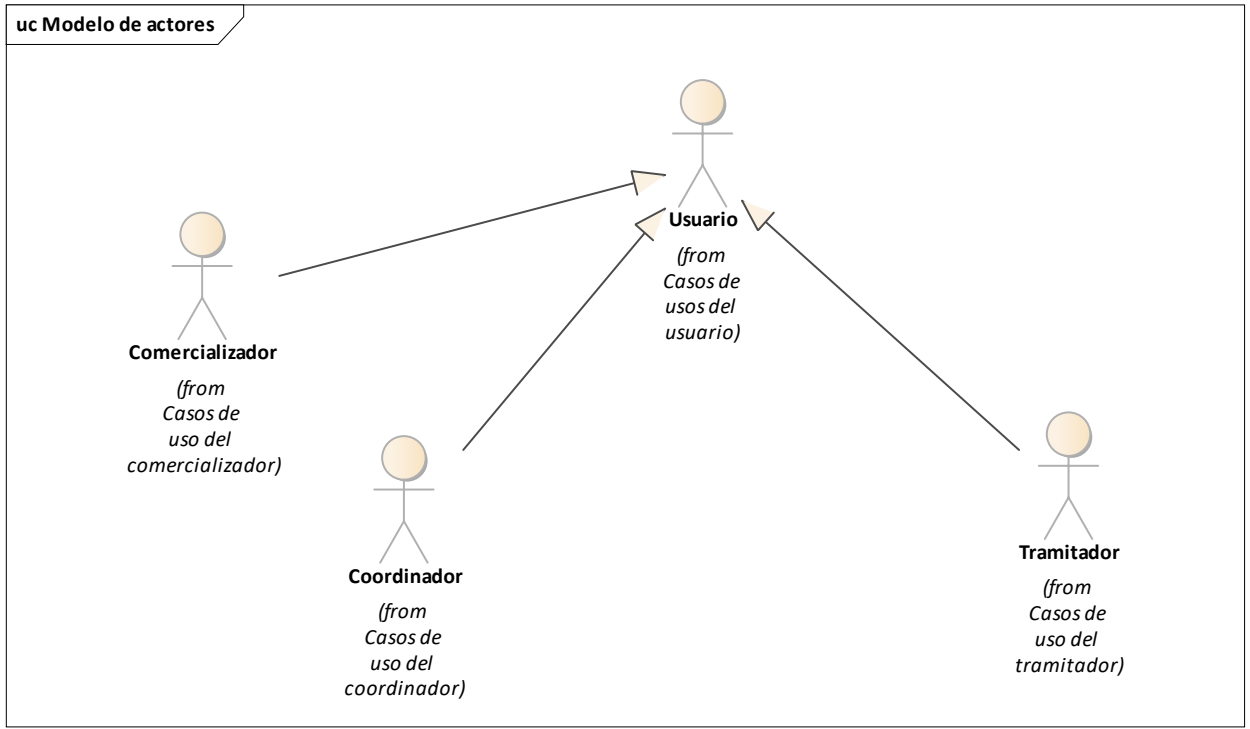 uc Modelo de actores
Usuario
(from
Casos de
usos del
usuario)
Comercializador
(from
Casos de
uso del
comercializador)
Coordinador
(from
Casos de
uso del
coordinador)
Tramitador
(from
Casos de
uso del
tramitador)